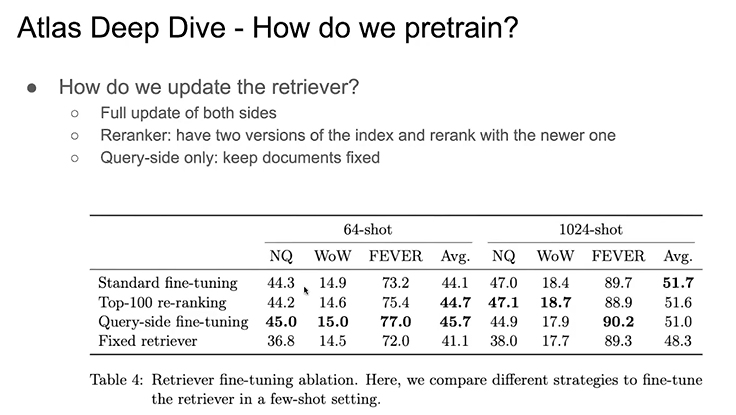 Atlas Deep Dive - How do we pretrain?
● How do we update the retriever?
○ Full update of both sides
○ Reranker: have two versions of the index and rerank with the newer one
○ Query-side only: keep documents fixed
64-shot 1024-shot
NQ WoW FEVER Avg. NQ WoW FEVER Avg.
Standard fine-tuning 44.3 14.9 73.2 44.1 47.0 18.4 89.7 51.7
Top-100 re-ranking 44.2 14.6 75.4 44.7 47.1 18.7 88.9 51.6
Query-side fine-tuning 45.0 15.0 77.0 45.7 44.9 17.9 90.2 51.0
Fixed retriever 36.8 14.5 72.0 41.1 38.0 17.7 89.3 48.3
Table 4: Retriever fine-tuning ablation. Here, we compare different strategies to fine-tune
the retriever in a few-shot setting.